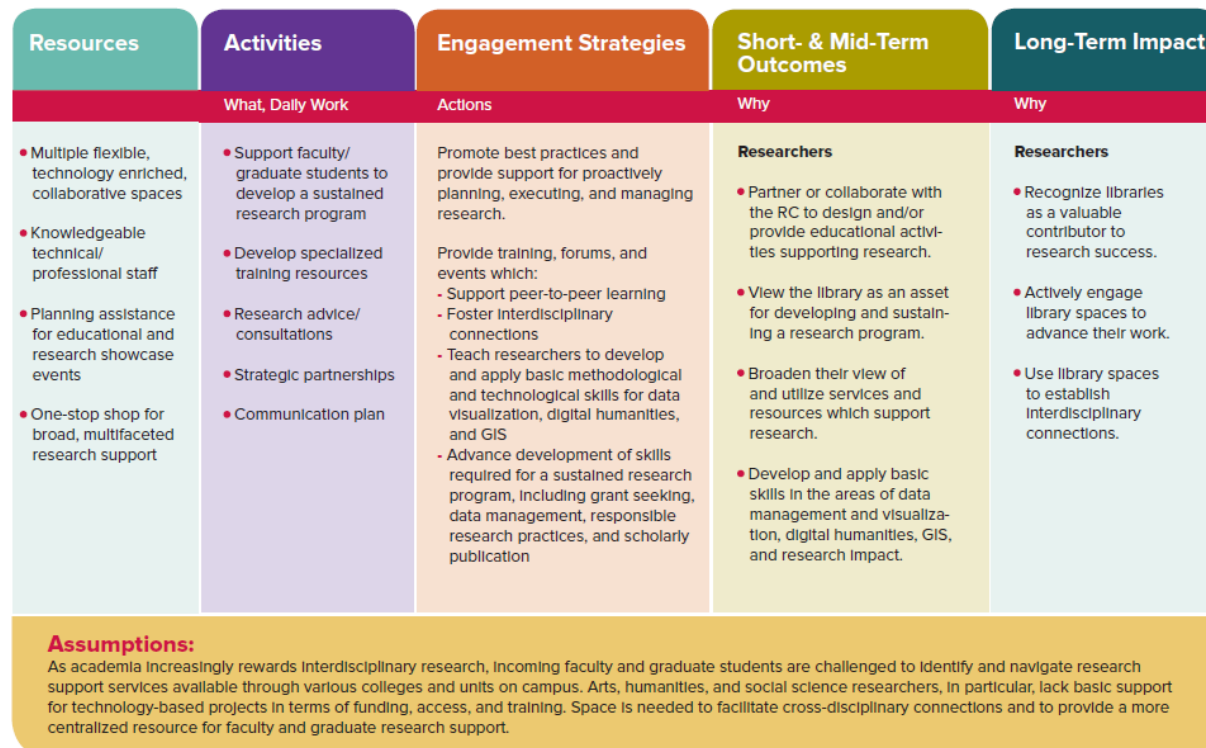 Resources
Activities
Engagement Strategies
Short- & Mid-Term
Outcomes
Long-Term Impact
What, Daily Work
Actions
Why
Why
• Multiple flexible,
technology enriched,
collaborative spaces
• Knowledgeable
technical/
professional staff
• Planning assistance
for educational and
research showcase
events
• One-stop shop for
broad, multifaceted
research support
• Support faculty/
graduate students to
develop a sustained
research program
• Develop specialized
training resources
• Research advice/
consultations
• Strategic partnerships
• Communication plan
Promote best practices and
provide support for proactively
planning, executing, and managing
research.
Provide training, forums, and
events which:
- Support peer-to-peer learning
- Foster interdisciplinary
connections
- Teach researchers to develop
and apply basic methodological
and technological skills for data
visualization, digital humanities,
and GIS
- Advance development of skills
required for a sustained research
program, including grant seeking,
data management, responsible
research practices, and scholarly
publication
Researchers
• Partner or collaborate with
the RC to design and/or
provide educational activi-
ties supporting research.
• View the library as an asset
for developing and sustain-
ing a research program.
• Broaden their view of
and utilize services and
resources which support
research.
• Develop and apply basic
skills in the areas of data
management and visualiza-
tion, digital humanities, GIS,
and research impact.
Researchers
• Recognize libraries
as a valuable
contributor to
research success.
• Actively engage
library spaces to
advance their work.
• Use library spaces
to establish
interdisciplinary
connections.
Assumptions:
As academia increasingly rewards interdisciplinary research, incoming faculty and graduate students are challenged to identify and navigate research
support services available through various colleges and units on campus. Arts, humanities, and social science researchers, in particular, lack basic support
for technology-based projects in terms of funding, access, and training. Space is needed to facilitate cross-disciplinary connections and to provide a more
centralized resource for faculty and graduate research support.